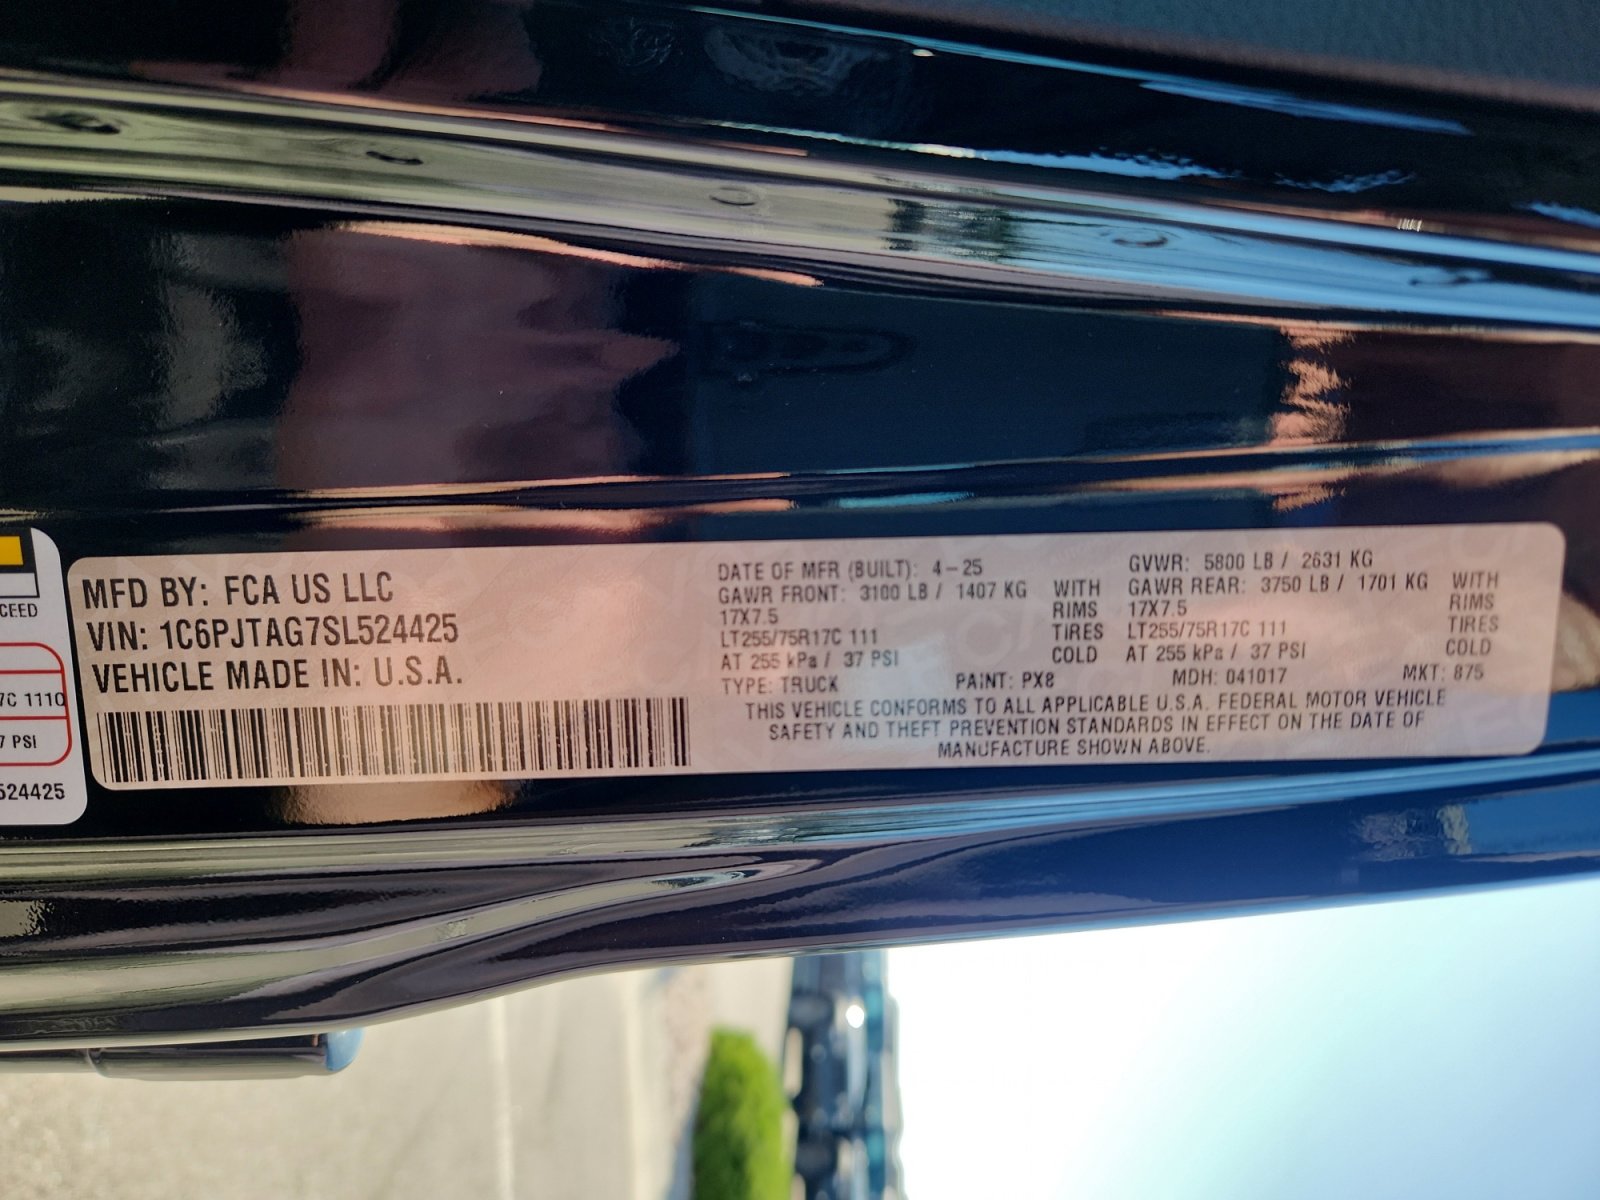 CEED
7C 111C
7 PSI
524425
MFD BY: FCA US LLC
VIN: 1C6PJTAG7SL524425
VEHICLE MADE IN: U.S.A.
DATE OF MFR (BUILT): 4-25 GVWR: 5800 LB / 2631 KG
GAWR FRONT: 3100 LB / 1407 KG WITH GAWR REAR: 3750 LB / 1701 KG WITH
17X7.5 RIMS 17X7.5 RIMS
LT255/75R17C 111 TIRES LT255/75R17C 111 TIRES
AT 255 kPa / 37 PSI COLD AT 255 kPa / 37 PSI COLD
TYPE: TRUCK PAINT: PX8 MDH: 041017 MKT: 875
THIS VEHICLE CONFORMS TO ALL APPLICABLE U.S.A. FEDERAL MOTOR VEHICLE
SAFETY AND THEFT PREVENTION STANDARDS IN EFFECT ON THE DATE OF
MANUFACTURE SHOWN ABOVE.